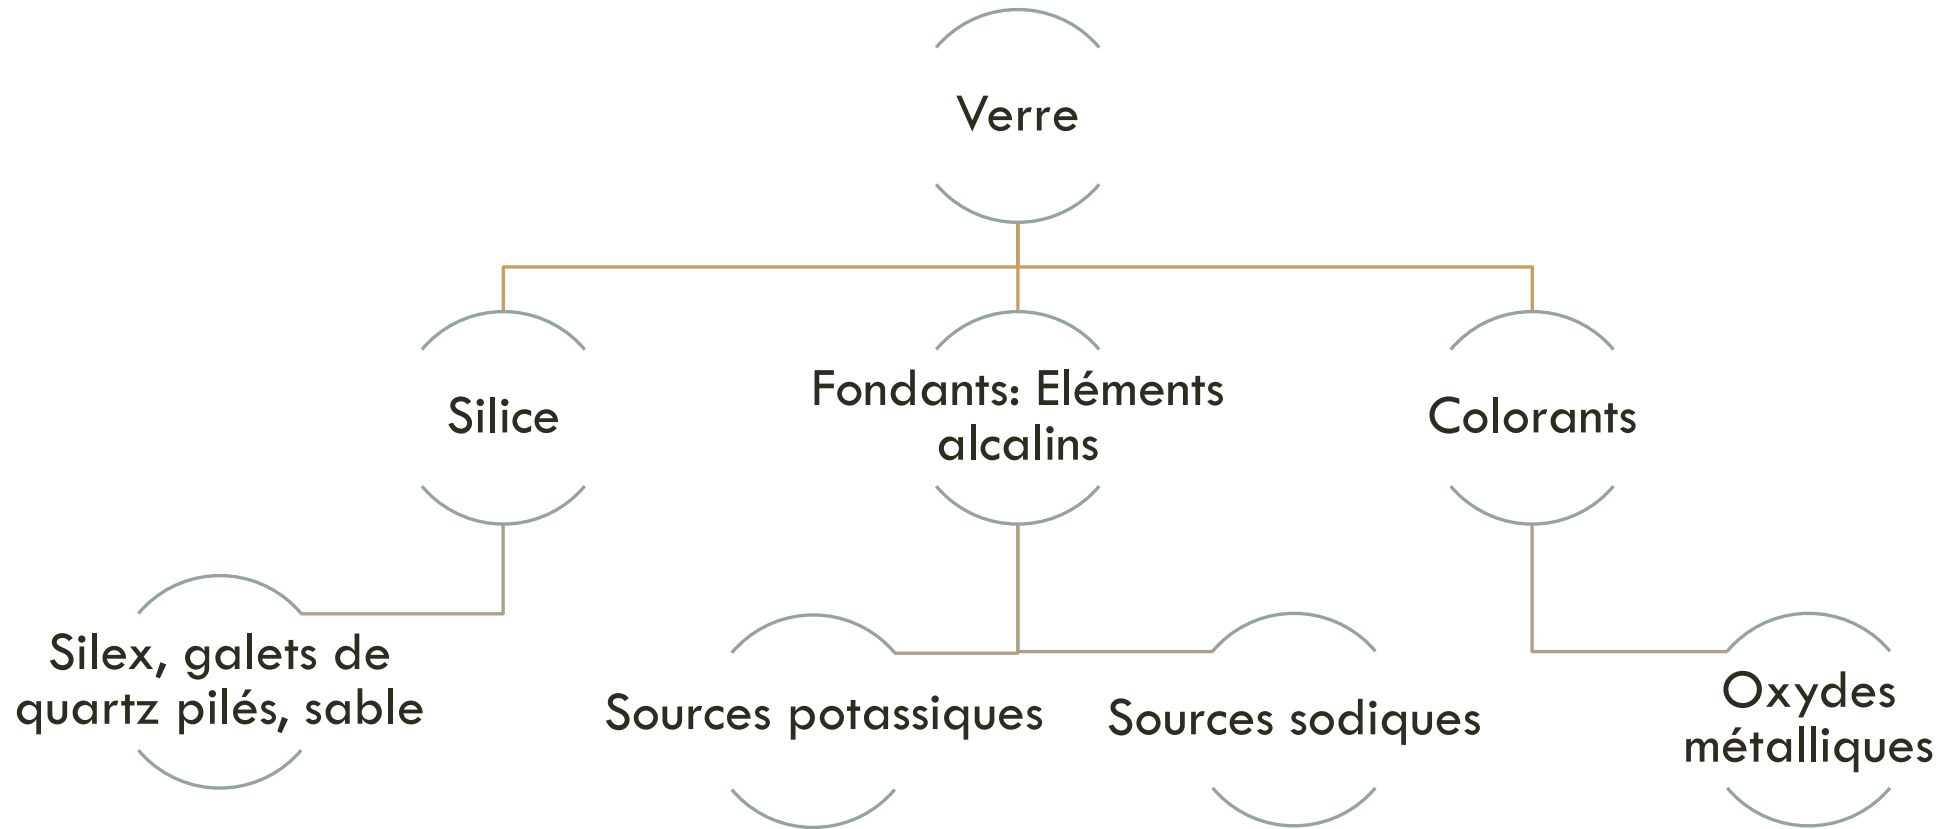 Verre
Silice
Fondants: Eléments
alcalins
Colorants
Silex, galets de
quartz pilés, sable
Sources potassiques
Sources sodiques
Oxydes
métalliques